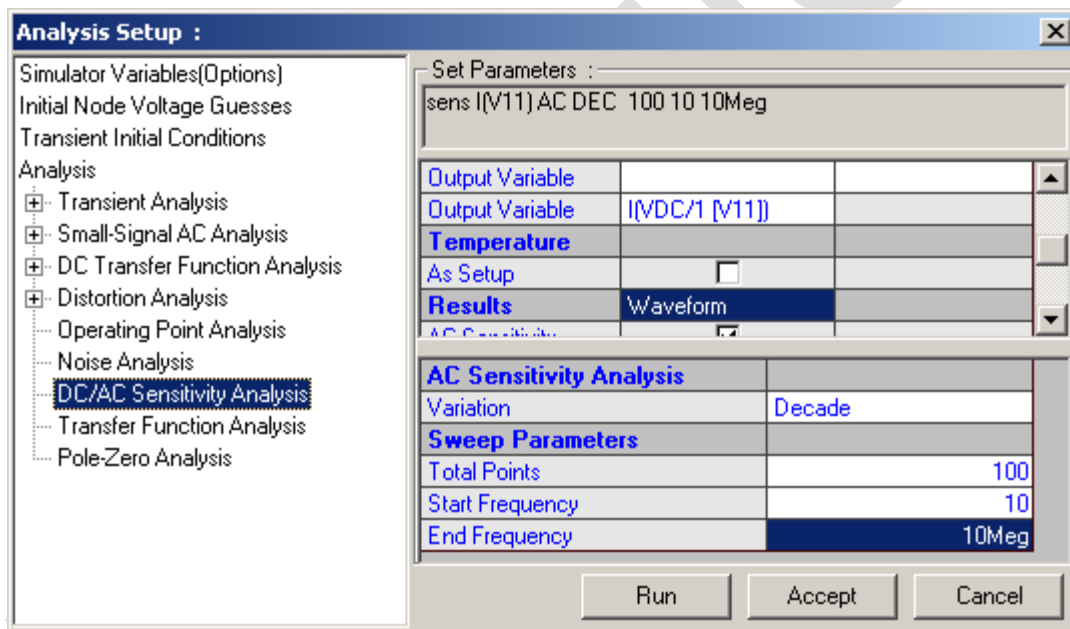 Analysis Setup :
Simulator Variables(Options)
Initial Node Voltage Guesses
Transient Initial Conditions
Analysis
Transient Analysis
Small-Signal AC Analysis
DC Transfer Function Analysis
Distortion Analysis
Operating Point Analysis
Noise Analysis
DC/AC Sensitivity Analysis
Transfer Function Analysis
Pole-Zero Analysis
Set Parameters :
sens I(V11) AC DEC 100 10 10Meg
Output Variable
Output Variable I(VDC/1 [V11])
Temperature
As Setup
Results Waveform
AC Sensitivity
AC Sensitivity Analysis
Variation Decade
Sweep Parameters
Total Points 100
Start Frequency 10
End Frequency 10Meg
Run Accept Cancel